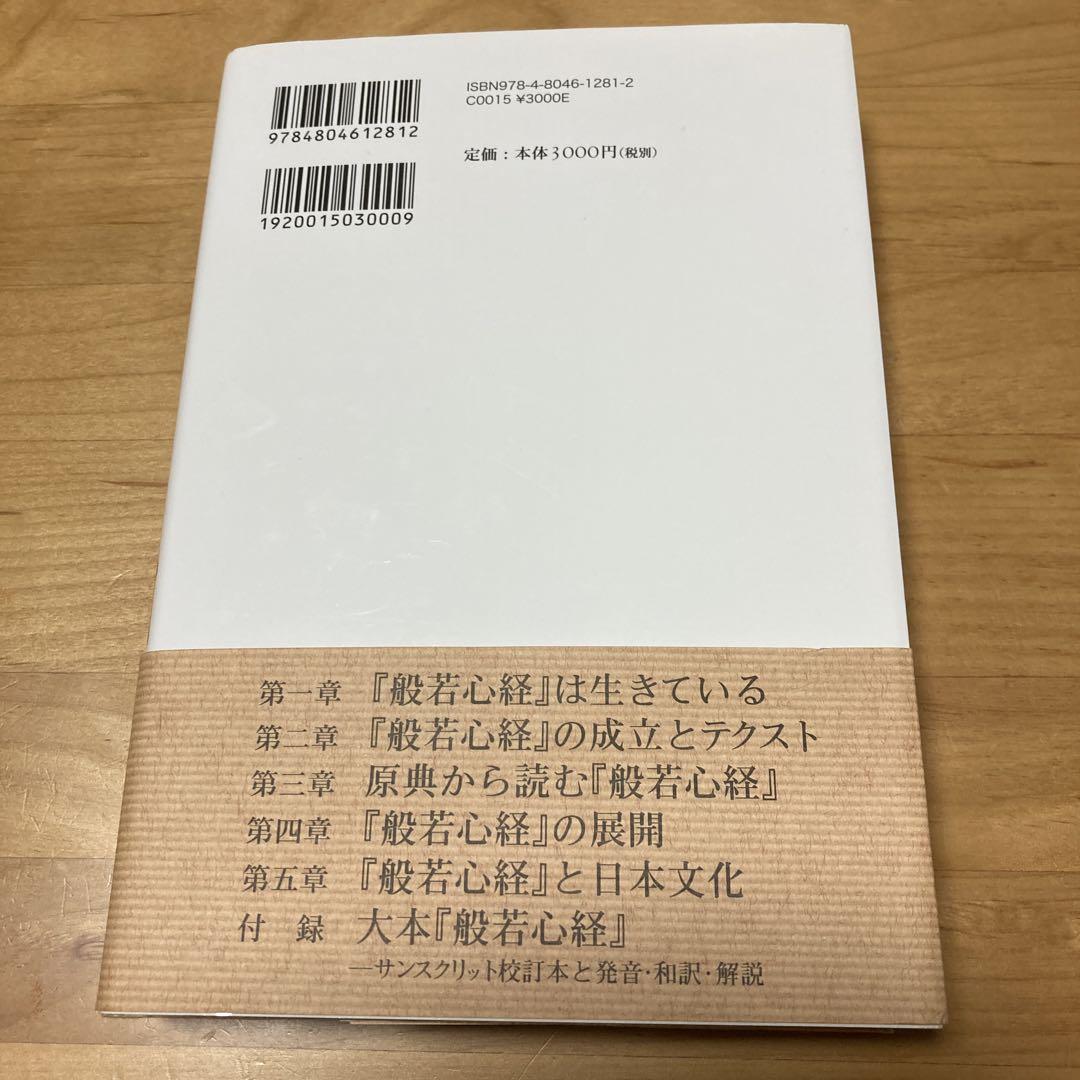 9784804612812
1920015030009
ISBN978-4-8046-1281-2
C0015 ¥3000E
定価：本体3000円（税別）
第一章 『般若心経』は生きている
第二章 『般若心経』の成立とテクスト
第三章 原典から読む『般若心経』
第四章 『般若心経』の展開
第五章 『般若心経』と日本文化
付　録 大本『般若心経』
―サンスクリット校訂本と発音・和訳・解説